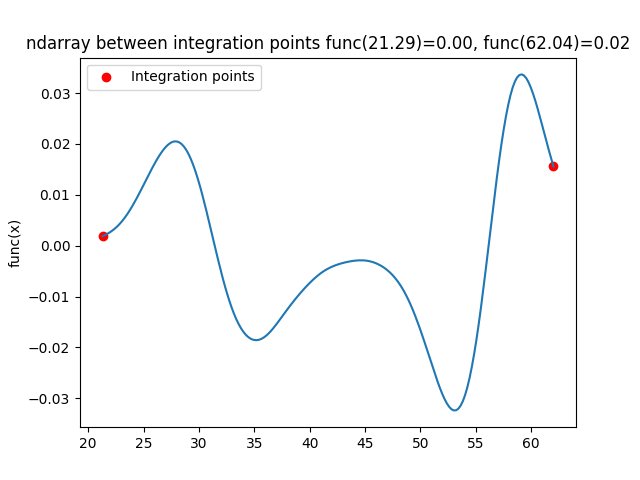 ndarray between integration points func(21.29)=0.00, func(62.04)=0.02
Integration points
func(x)
0.03
0.02
0.01
0.00
−0.01
−0.02
−0.03
20 25 30 35 40 45 50 55 60